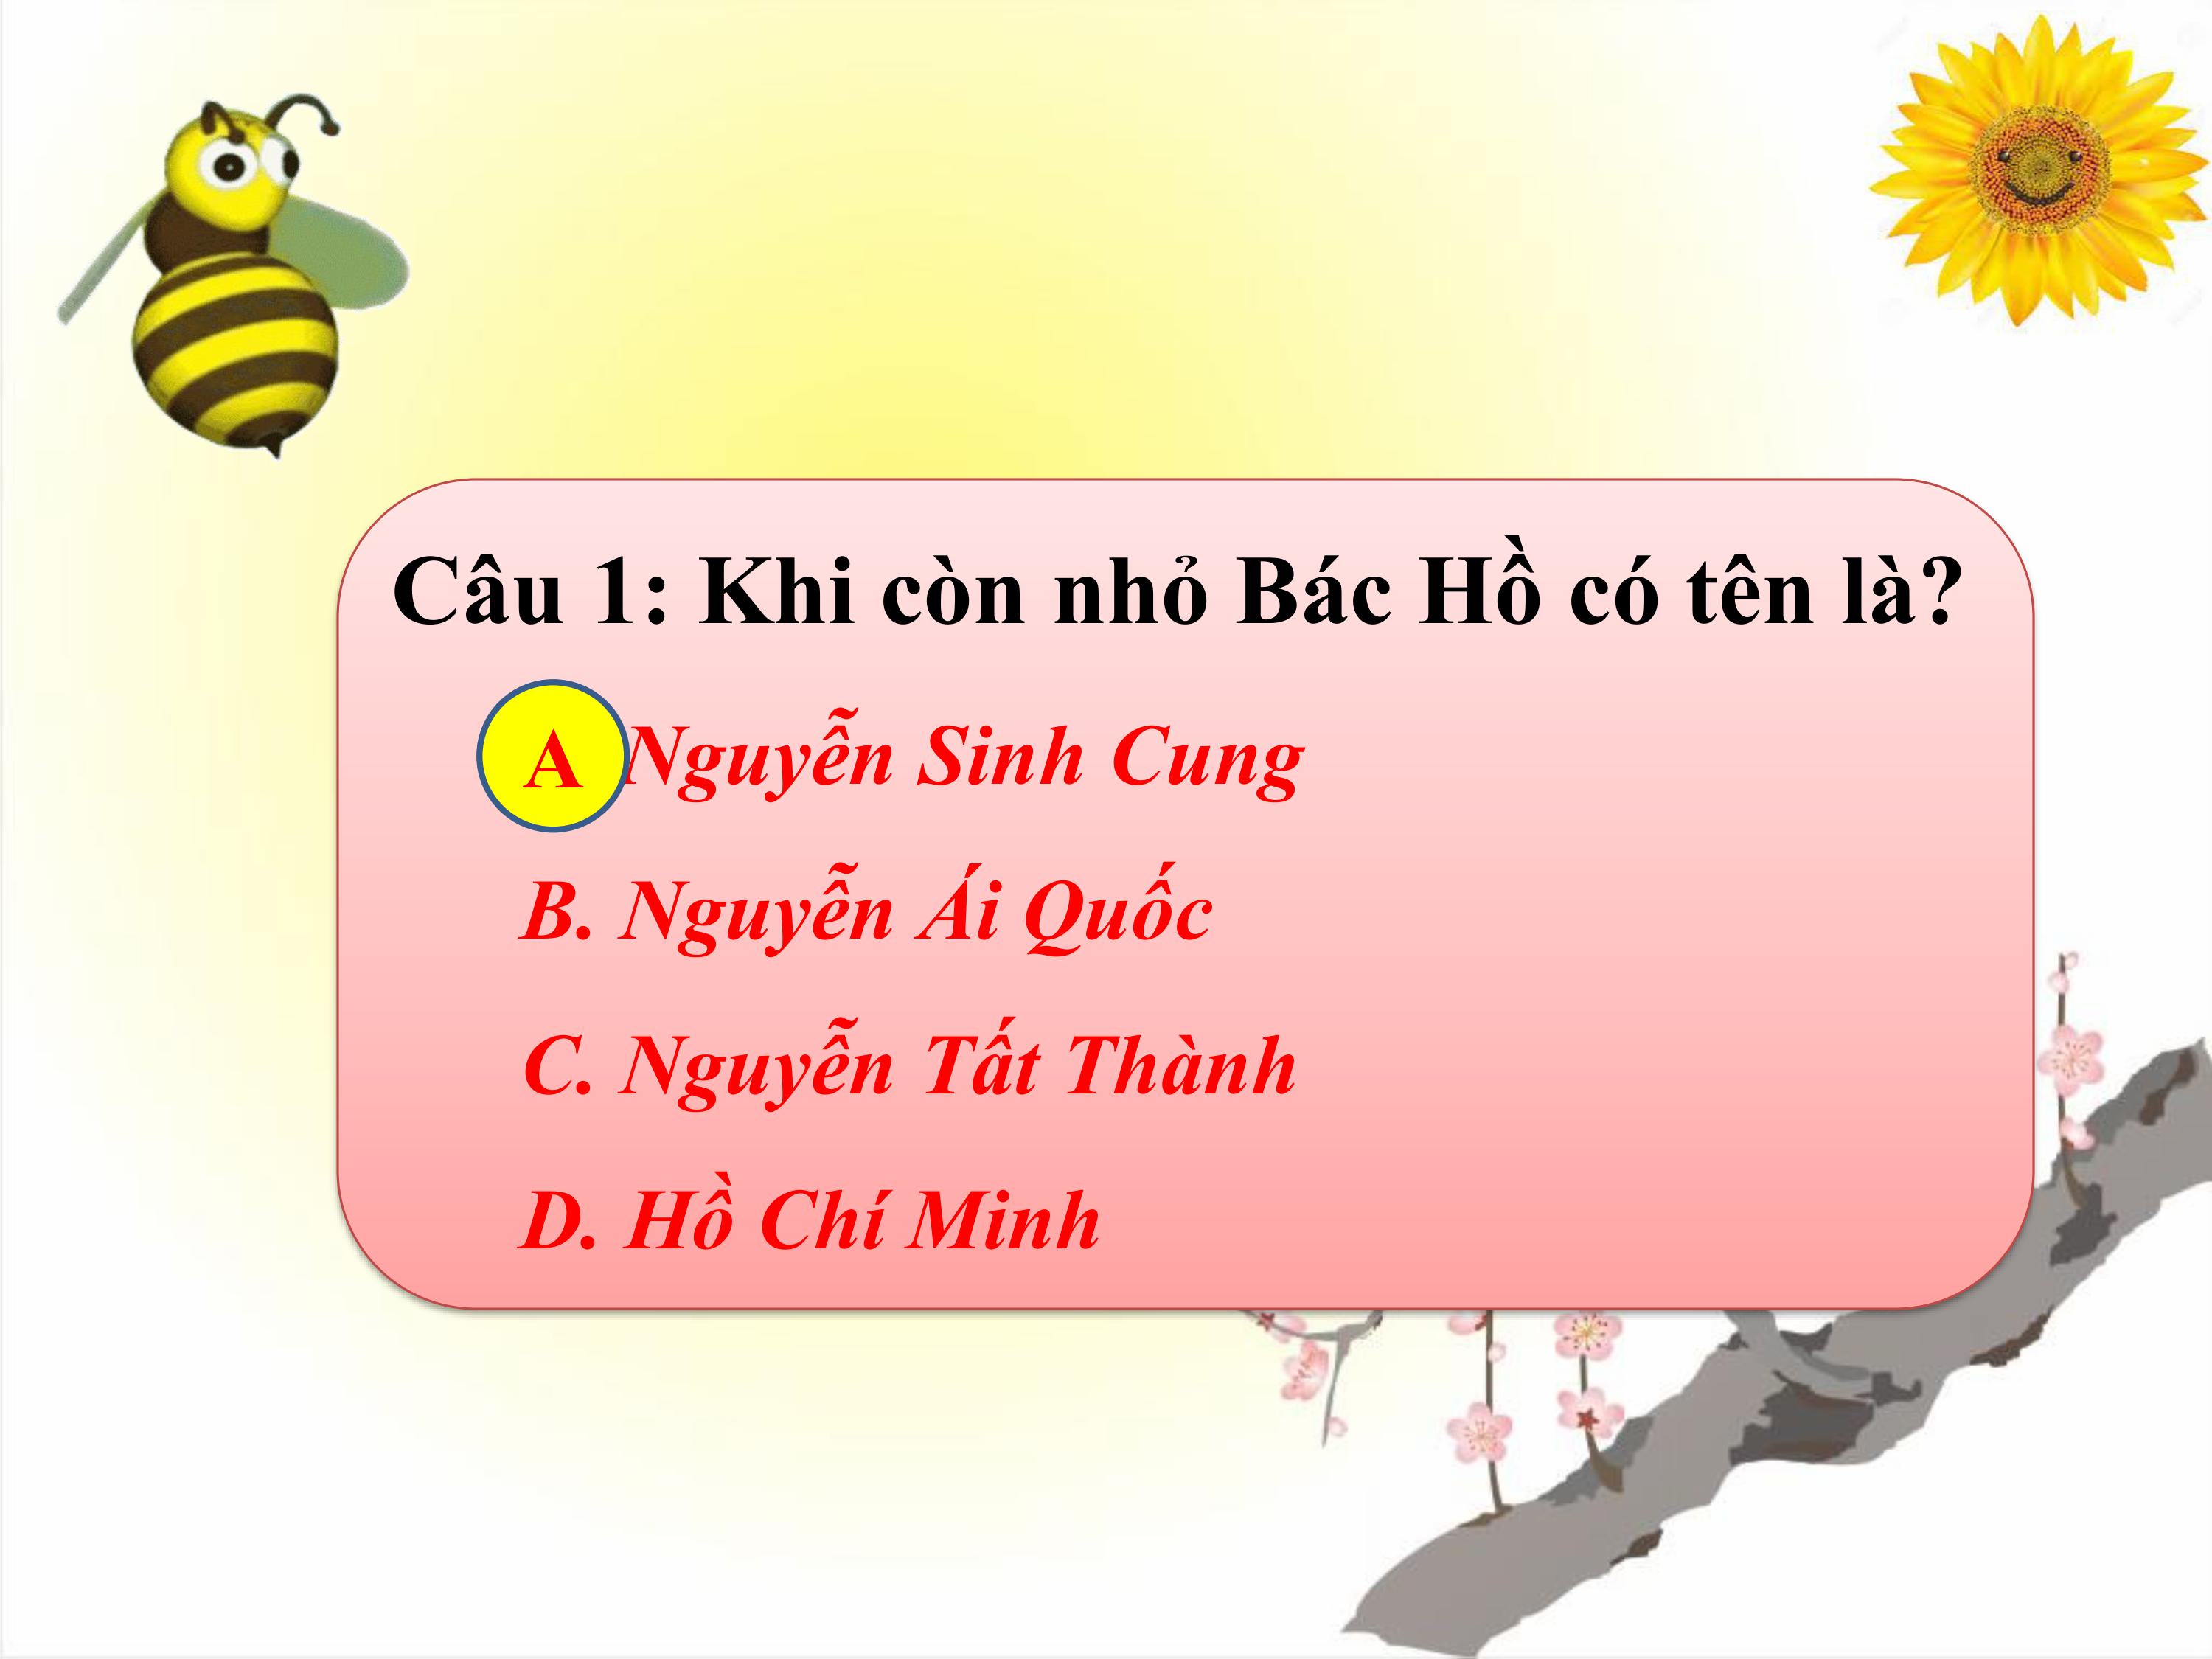 Câu 1: Khi còn nhỏ Bác Hồ có tên là?
A Nguyễn Sinh Cung
B. Nguyễn Ái Quốc
C. Nguyễn Tất Thành
D. Hồ Chí Minh